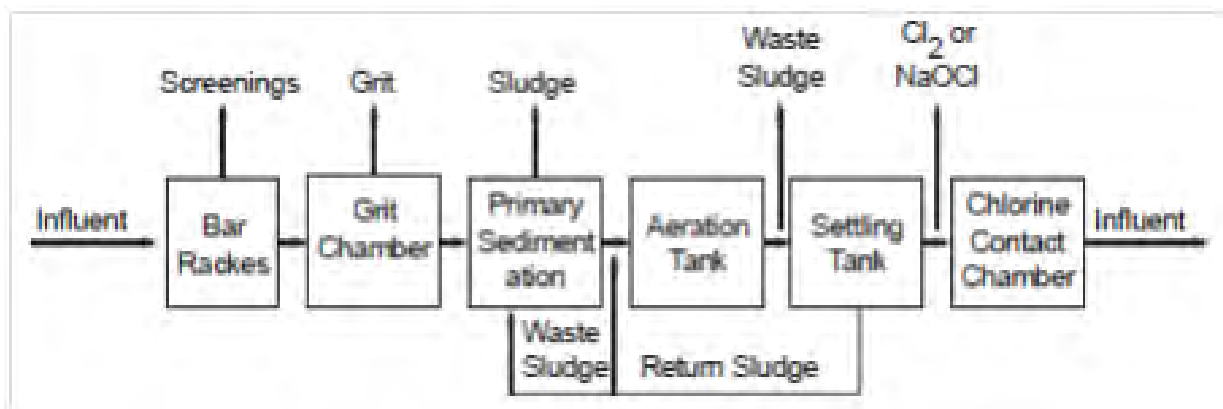 Waste
Sludge
Cl2 or
NaOCl
Screenings
Grit
Sludge
Influent
Bar
Rackes
Grit
Chamber
Primary
Sediment
ation
Aeration
Tank
Settling
Tank
Chlorine
Contact
Chamber
Influent
Waste
Sludge
Return Sludge